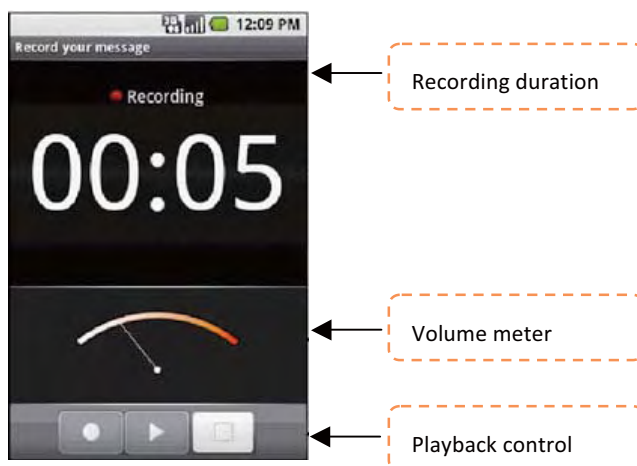 12:09 PM
Record your message
Recording
00:05
Recording duration
Volume meter
Playback control